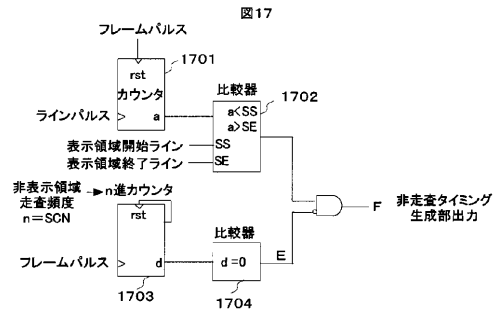 図17
フレームパルス
1701
rst
カウンタ
ラインパルス
a
比較器
1702
a<SS
a>SE
表示領域開始ライン
SS
表示領域終了ライン
SE
非表示領域
走査頻度
n=SCN
n進カウンタ
rst
フレームパルス
d
1703
比較器
d=0
1704
E
F
非走査タイミング
生成部出力